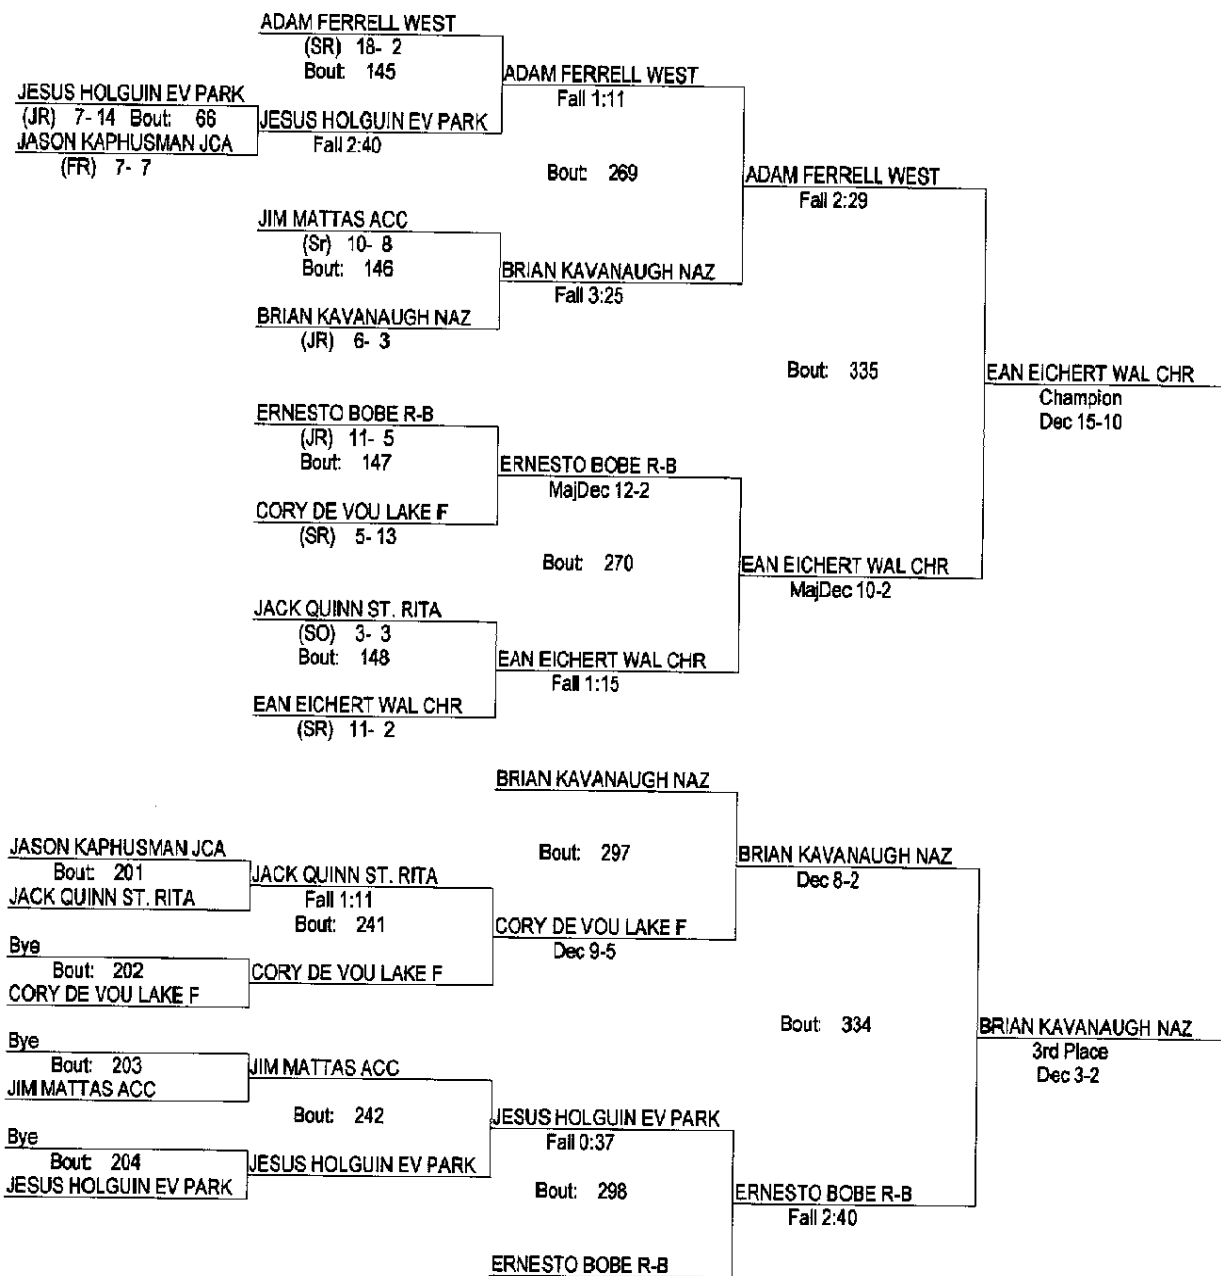 ADAM FERRELL WEST
(SR) 18- 2
Bout: 145
ADAM FERRELL WEST
Fall 1:11
JESUS HOLGUIN EV PARK
(JR) 7- 14 Bout: 66
JASON KAPHUSMAN JCA
(FR) 7- 7
JESUS HOLGUIN EV PARK
Fall 2:40
Bout: 269
ADAM FERRELL WEST
Fall 2:29
JIM MATTAS ACC
(Sr) 10- 8
Bout: 146
BRIAN KAVANAUGH NAZ
Fall 3:25
BRIAN KAVANAUGH NAZ
(JR) 6- 3
Bout: 335
EAN EICHERT WAL CHR
Champion
Dec 15-10
ERNESTO BOBE R-B
(JR) 11- 5
Bout: 147
ERNESTO BOBE R-B
MajDec 12-2
CORY DE VOU LAKE F
(SR) 5- 13
Bout: 270
EAN EICHERT WAL CHR
MajDec 10-2
JACK QUINN ST. RITA
(SO) 3- 3
Bout: 148
EAN EICHERT WAL CHR
Fall 1:15
EAN EICHERT WAL CHR
(SR) 11- 2
BRIAN KAVANAUGH NAZ
JASON KAPHUSMAN JCA
Bout: 201
JACK QUINN ST. RITA
JACK QUINN ST. RITA
Fall 1:11
Bout: 241
Bout: 297
BRIAN KAVANAUGH NAZ
Dec 8-2
CORY DE VOU LAKE F
Dec 9-5
Bye
Bout: 202
CORY DE VOU LAKE F
CORY DE VOU LAKE F
Bout: 334
BRIAN KAVANAUGH NAZ
3rd Place
Dec 3-2
Bye
Bout: 203
JIM MATTAS ACC
JIM MATTAS ACC
Bout: 242
JESUS HOLGUIN EV PARK
Fall 0:37
Bye
Bout: 204
JESUS HOLGUIN EV PARK
JESUS HOLGUIN EV PARK
Bout: 298
ERNESTO BOBE R-B
Fall 2:40
ERNESTO BOBE R-B